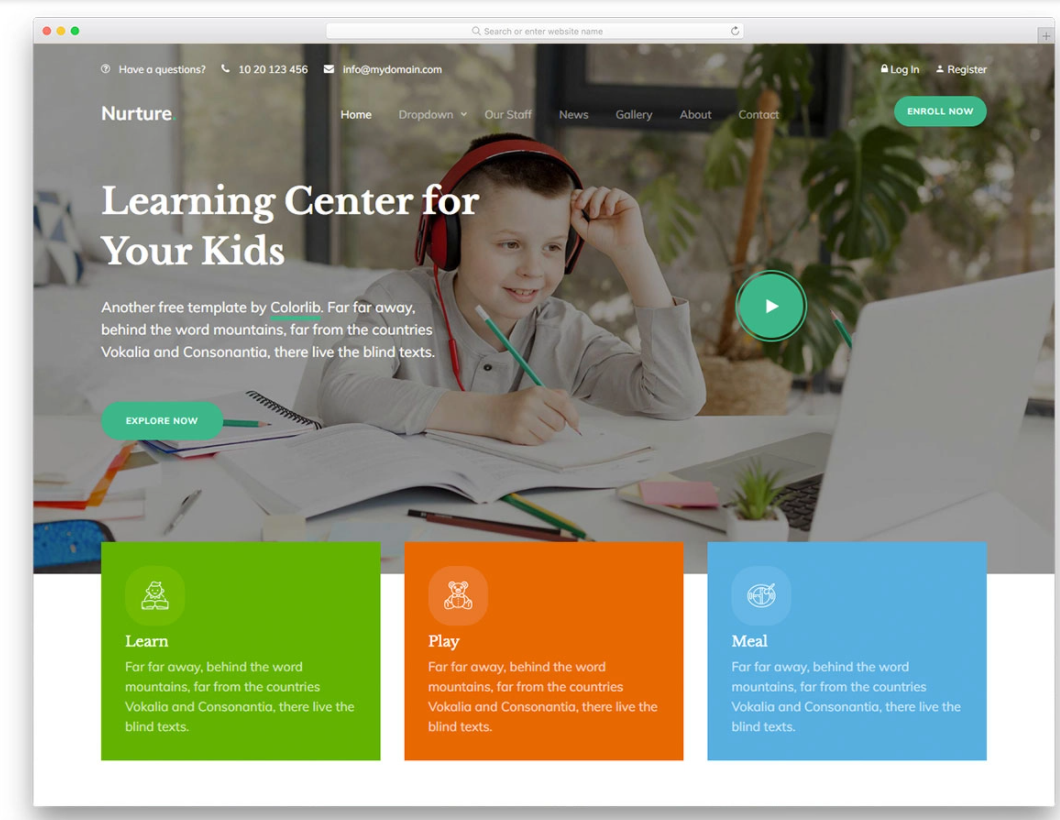 Search or enter website name
Have a questions? 10 20 123 456 info@mydomain.com Log In Register
Nurture. Home Dropdown Our Staff News Gallery About Contact ENROLL NOW
Learning Center for
Your Kids
Another free template by Colorlib. Far far away,
behind the word mountains, far from the countries
Vokalia and Consonantia, there live the blind texts.
EXPLORE NOW
Learn
Far far away, behind the word
mountains, far from the countries
Vokalia and Consonantia, there live the
blind texts.
Play
Far far away, behind the word
mountains, far from the countries
Vokalia and Consonantia, there live the
blind texts.
Meal
Far far away, behind the word
mountains, far from the countries
Vokalia and Consonantia, there live the
blind texts.